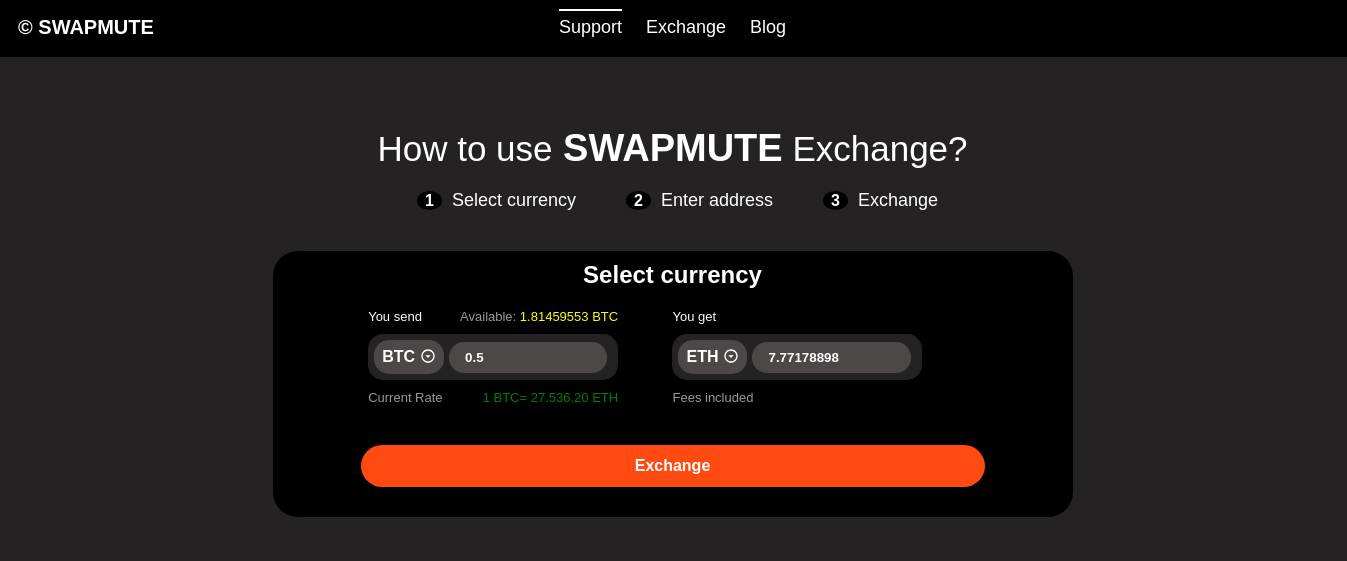 © SWAPMUTE
Support Exchange Blog
How to use SWAPMUTE Exchange?
1 Select currency 2 Enter address 3 Exchange
Select currency
You send Available: 1.81459553 BTC You get
BTC 0.5 ETH 7.77178898
Current Rate 1 BTC= 27.536.20 ETH Fees included
Exchange